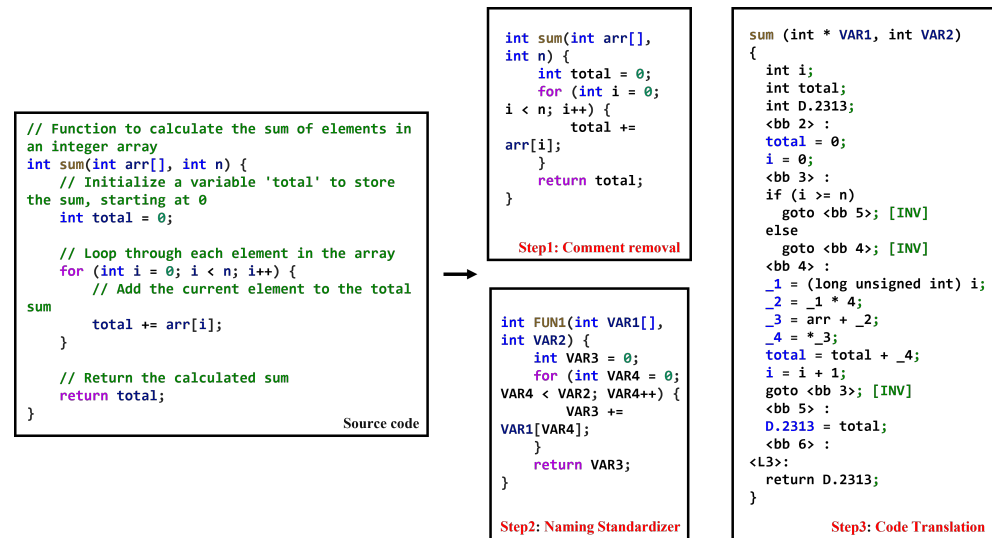 // Function to calculate the sum of elements in
an integer array
int sum(int arr[], int n) {
// Initialize a variable 'total' to store
the sum, starting at 0
int total = 0;
// Loop through each element in the array
for (int i = 0; i < n; i++) {
// Add the current element to the total
sum
total += arr[i];
}
// Return the calculated sum
return total;
}
Source code
int sum(int arr[],
int n) {
int total = 0;
for (int i = 0;
i < n; i++) {
total +=
arr[i];
}
return total;
}
Step1: Comment removal
int FUN1(int VAR1[],
int VAR2) {
int VAR3 = 0;
for (int VAR4 = 0;
VAR4 < VAR2; VAR4++) {
VAR3 +=
VAR1[VAR4];
}
return VAR3;
}
Step2: Naming Standardizer
sum (int * VAR1, int VAR2)
{
int i;
int total;
int D.2313;
<bb 2> :
total = 0;
i = 0;
<bb 3> :
if (i >= n)
goto <bb 5>; [INV]
else
goto <bb 4>; [INV]
<bb 4> :
_1 = (long unsigned int) i;
_2 = _1 * 4;
_3 = arr + _2;
_4 = *_3;
total = total + _4;
i = i + 1;
goto <bb 3>; [INV]
<bb 5> :
D.2313 = total;
<bb 6> :
<L3>:
return D.2313;
}
Step3: Code Translation